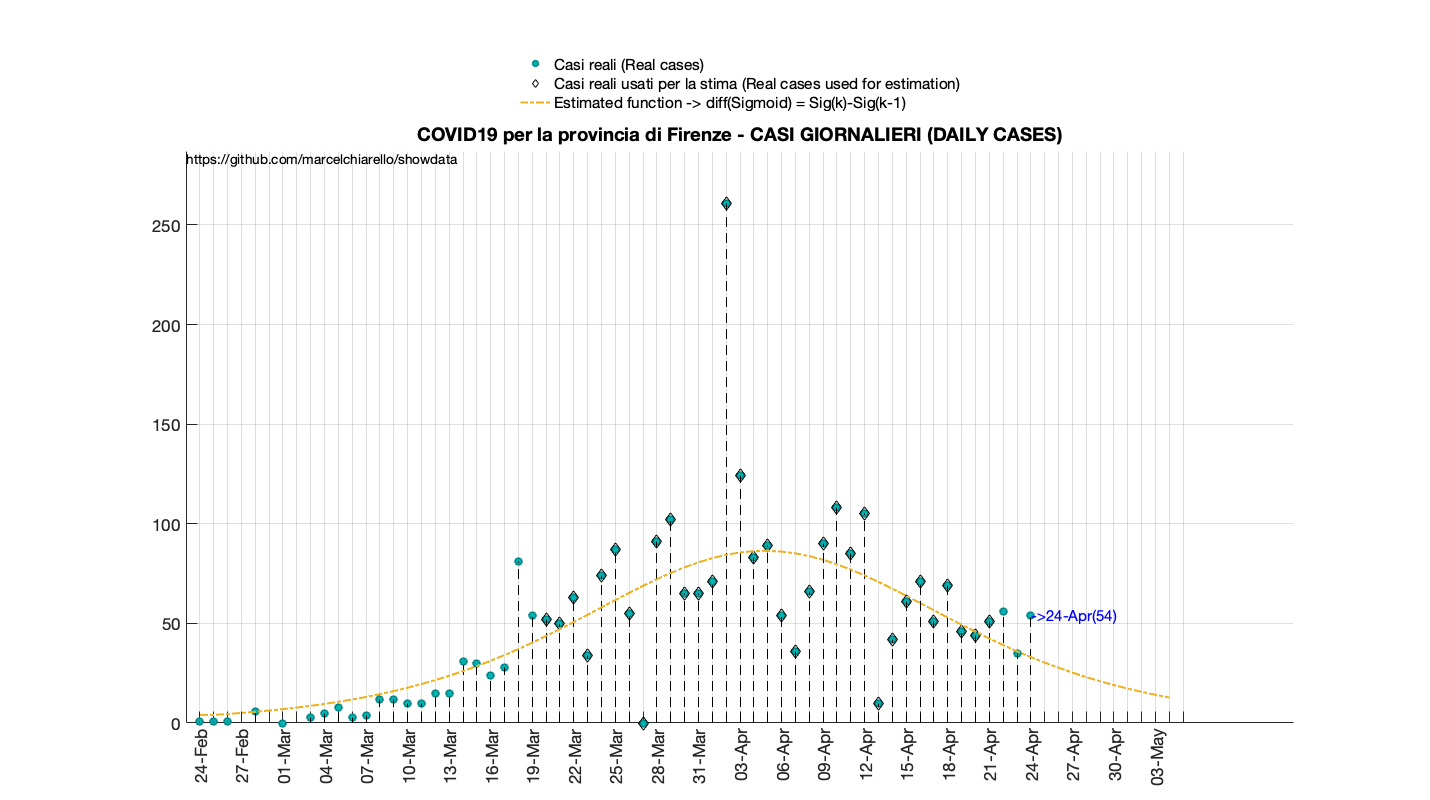 Casi reali (Real cases)
Casi reali usati per la stima (Real cases used for estimation)
Estimated function -> diff(Sigmoid) = Sig(k)-Sig(k-1)
COVID19 per la provincia di Firenze - CASI GIORNALIERI (DAILY CASES)
https://github.com/marcelchiarello/showdata
250
200
150
100
50
0
->24-Apr(54)
24-Feb
27-Feb
01-Mar
04-Mar
07-Mar
10-Mar
13-Mar
16-Mar
19-Mar
22-Mar
25-Mar
28-Mar
31-Mar
03-Apr
06-Apr
09-Apr
12-Apr
15-Apr
18-Apr
21-Apr
24-Apr
27-Apr
30-Apr
03-May